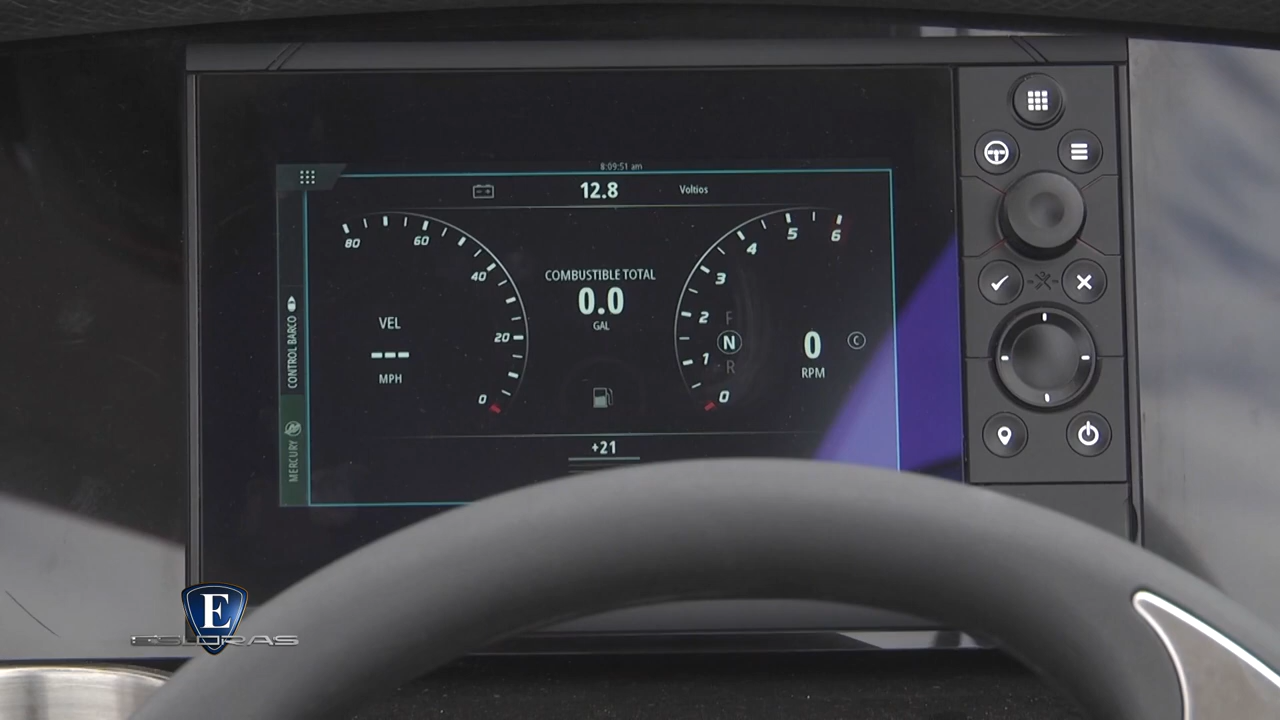 8:09:51 am
12.8 Voltios
80 60 40 20 0
VEL
---
MPH
COMBUSTIBLE TOTAL
0.0
GAL
6 5 4 3 2 1 0
F
N
R
0
RPM
C
+21
CONTROL BARCO
MERCURY
E
ESLORAS